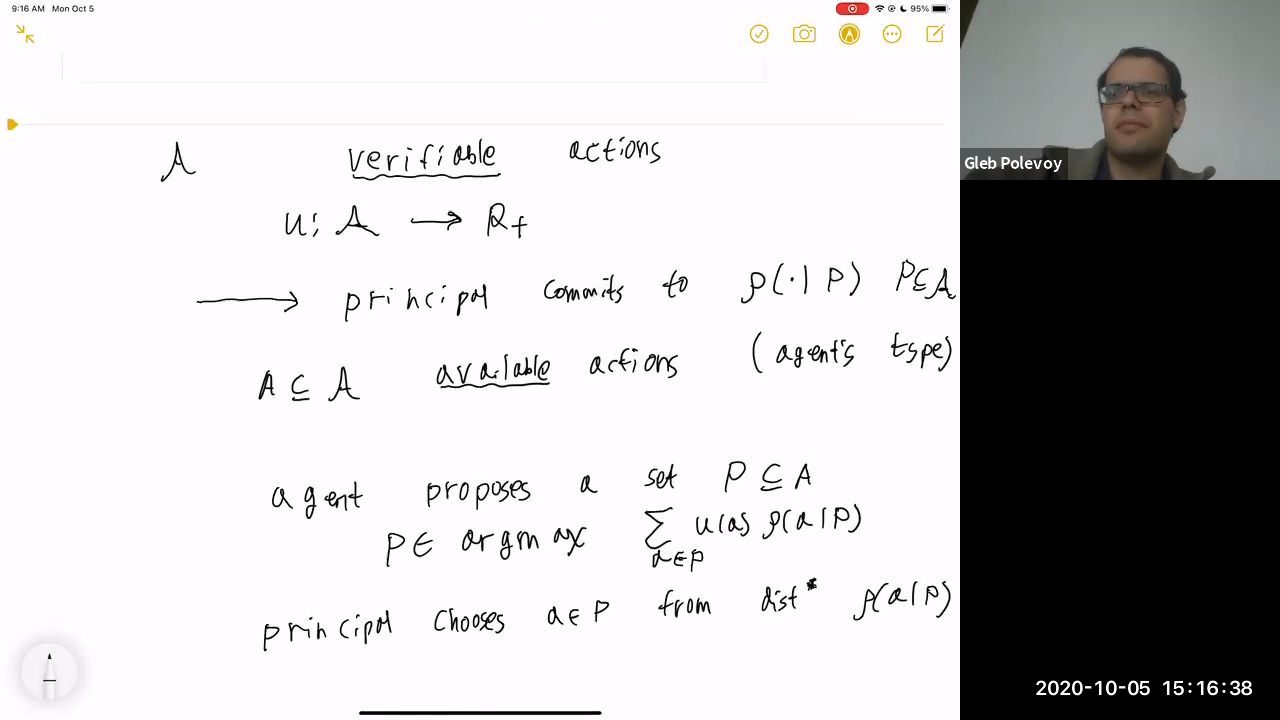 9:16 AM Mon Oct 5
95%
𝒜 verifiable actions
u: 𝒜 → R+
→ principal commits to ρ(·|P) P⊆𝒜
A ⊆ 𝒜 available actions (agent's type)
agent proposes a set P ⊆ A
P∈ argmax ∑ a∈P u(a) ρ(a|P)
principal chooses a∈P from dist* ρ(a|P)
Gleb Polevoy
2020-10-05 15:16:38